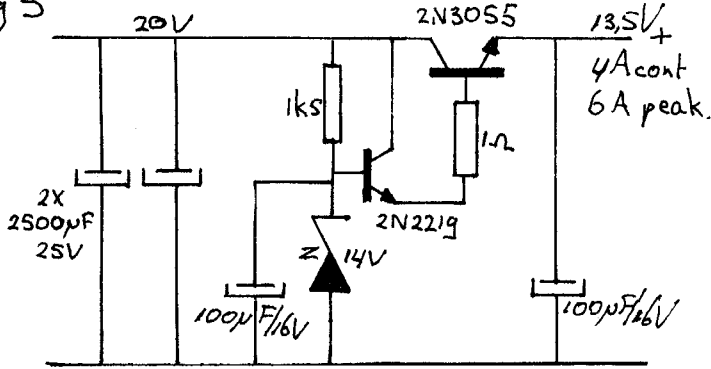 g 5
20V
2N3055
13,5V
+
4A cont
6A peak.
1k5
1Ω
2X
2500µF
25V
2N2219
Z 14V
100µF/16V
100µF/16V